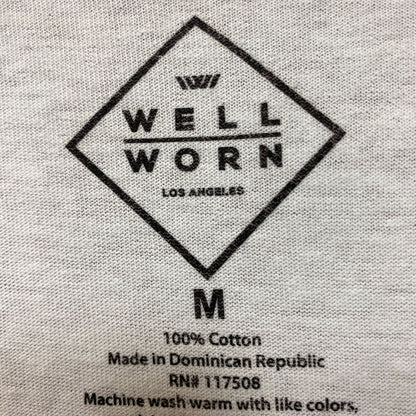 WELL
WORN
LOS ANGELES
M
100% Cotton
Made in Dominican Republic
RN# 117508
Machine wash warm with like colors,